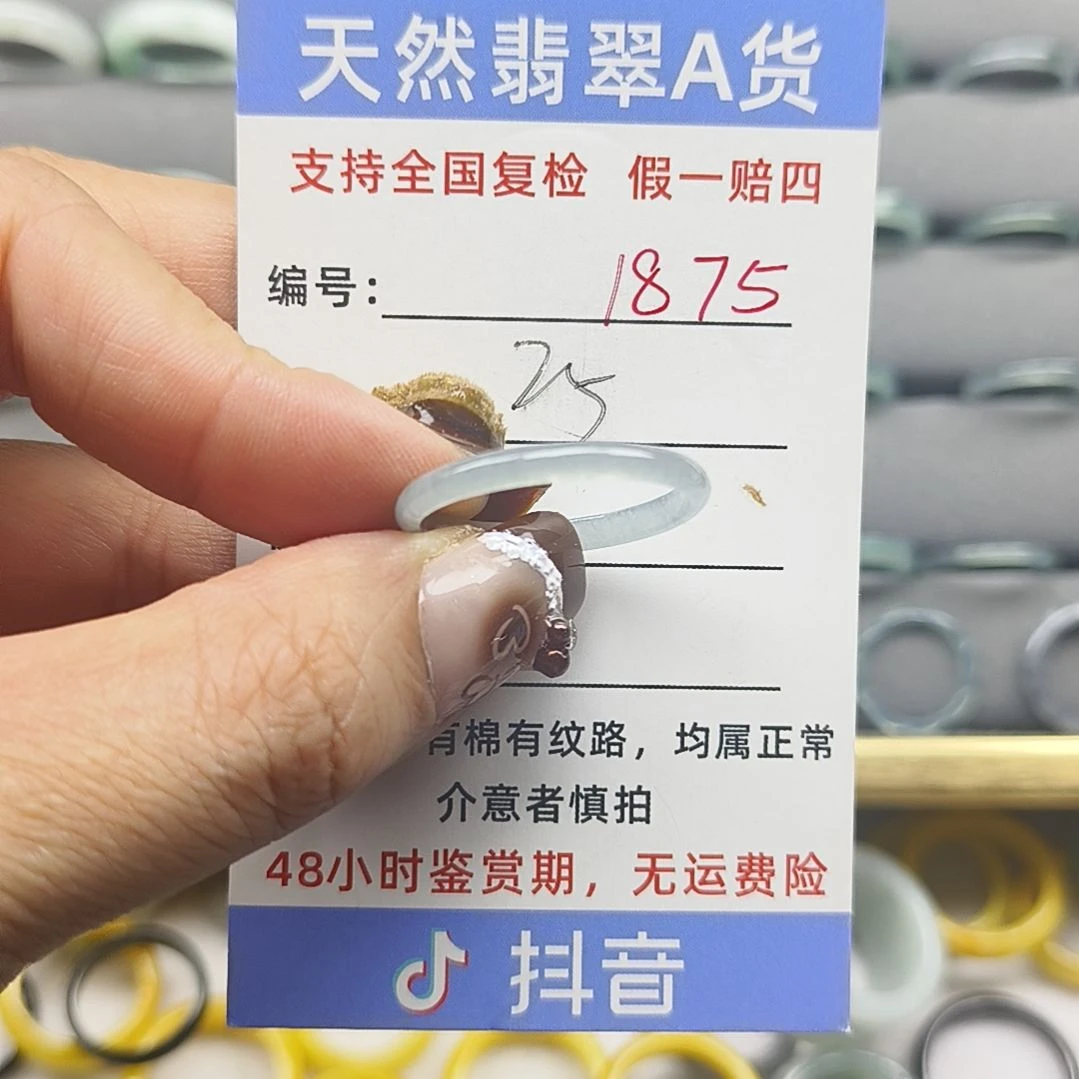 天然翡翠A货
支持全国复检 假一赔四
编号： 1875
25
有棉有纹路，均属正常
介意者慎拍
48小时鉴赏期，无运费险
抖音